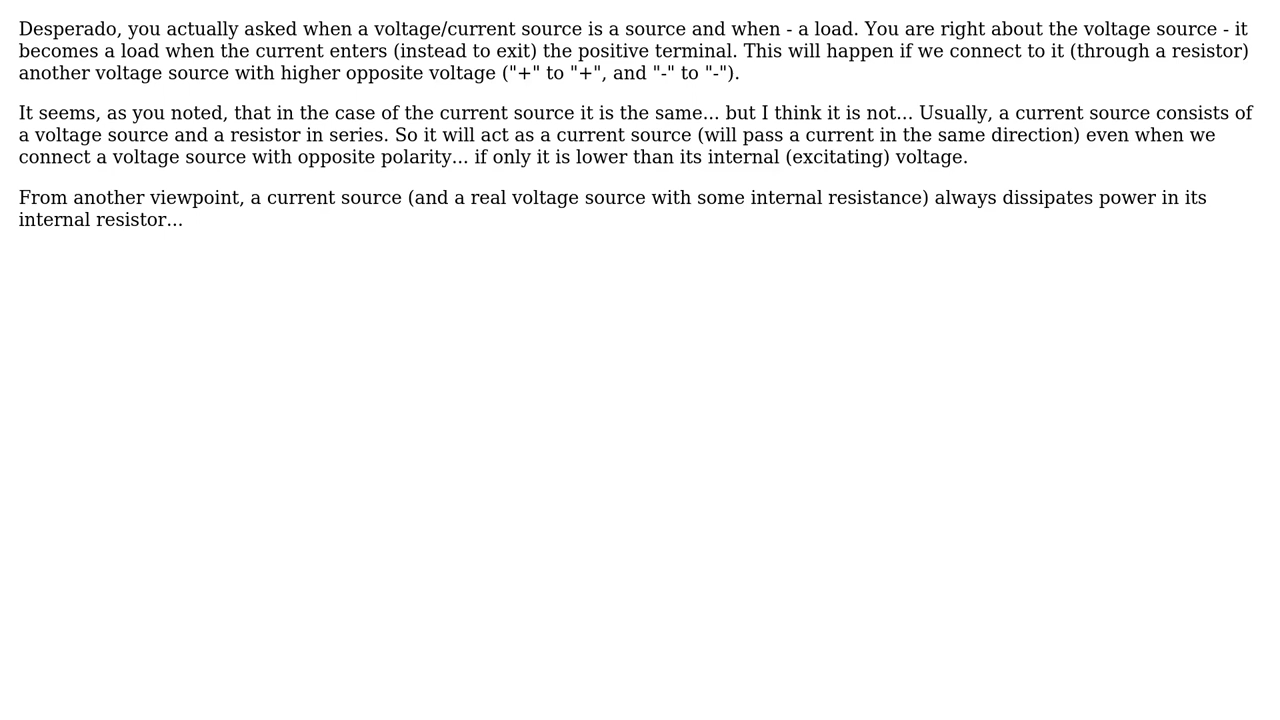 Desperado, you actually asked when a voltage/current source is a source and when - a load. You are right about the voltage source - it
becomes a load when the current enters (instead to exit) the positive terminal. This will happen if we connect to it (through a resistor)
another voltage source with higher opposite voltage ("+" to "+", and "-" to "-").
It seems, as you noted, that in the case of the current source it is the same... but I think it is not... Usually, a current source consists of
a voltage source and a resistor in series. So it will act as a current source (will pass a current in the same direction) even when we
connect a voltage source with opposite polarity... if only it is lower than its internal (excitating) voltage.
From another viewpoint, a current source (and a real voltage source with some internal resistance) always dissipates power in its
internal resistor...